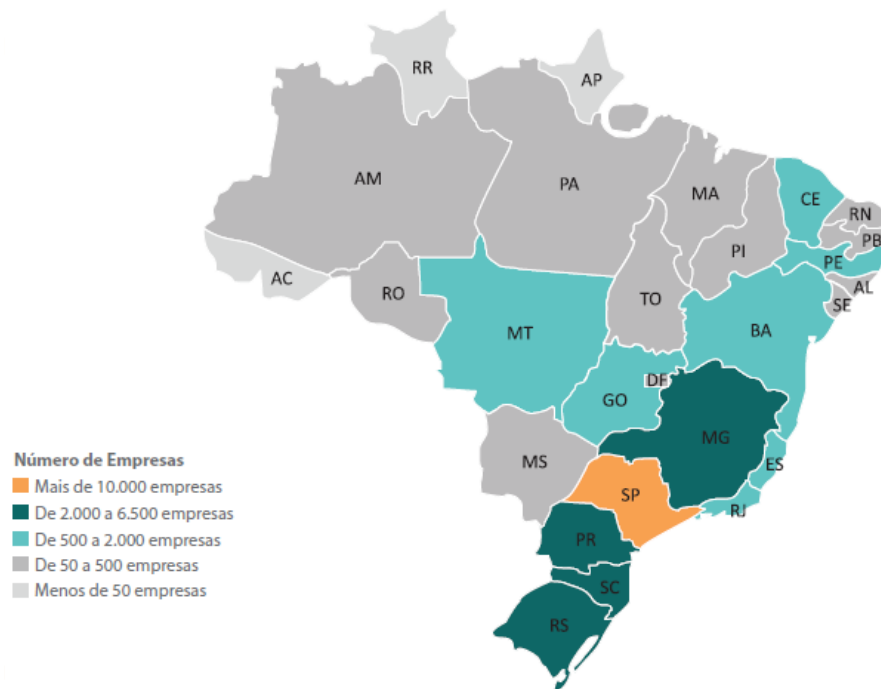 RR
AP
AM
PA
MA
CE
RN
PB
PI
PE
AL
SE
AC
RO
TO
MT
BA
DF
GO
MG
MS
ES
SP
RJ
PR
SC
RS
Número de Empresas
Mais de 10.000 empresas
De 2.000 a 6.500 empresas
De 500 a 2.000 empresas
De 50 a 500 empresas
Menos de 50 empresas